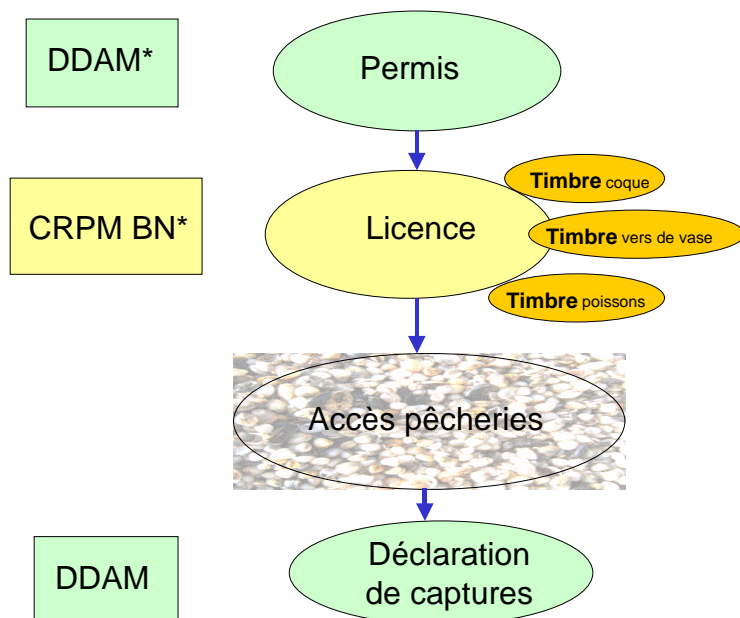 DDAM*
Permis
CRPM BN*
Licence
Timbre coque
Timbre vers de vase
Timbre poissons
Accès pêcheries
DDAM
Déclaration
de captures